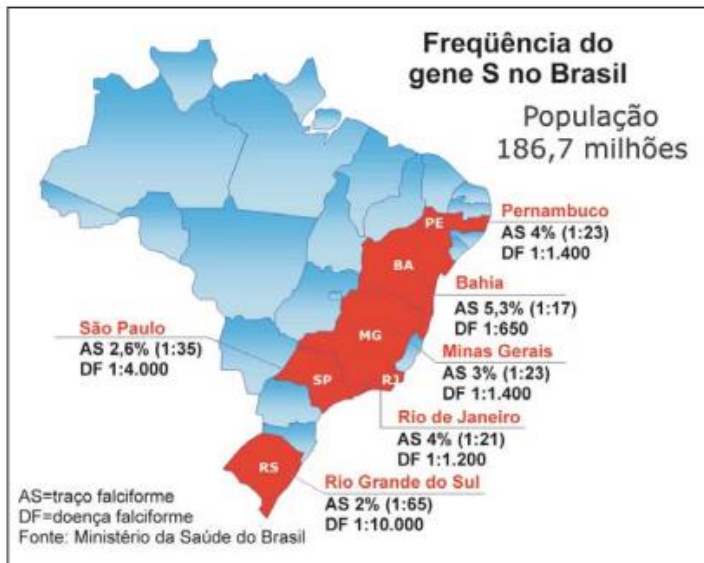 Freqüência do
gene S no Brasil
População
186,7 milhões
PE
Pernambuco
AS 4% (1:23)
DF 1:1.400
BA
Bahia
AS 5,3% (1:17)
DF 1:650
São Paulo
AS 2,6% (1:35)
DF 1:4.000
MG
Minas Gerais
AS 3% (1:23)
DF 1:1.400
SP
RJ
Rio de Janeiro
AS 4% (1:21)
DF 1:1.200
RS
Rio Grande do Sul
AS 2% (1:65)
DF 1:10.000
AS=traço falciforme
DF=doença falciforme
Fonte: Ministério da Saúde do Brasil